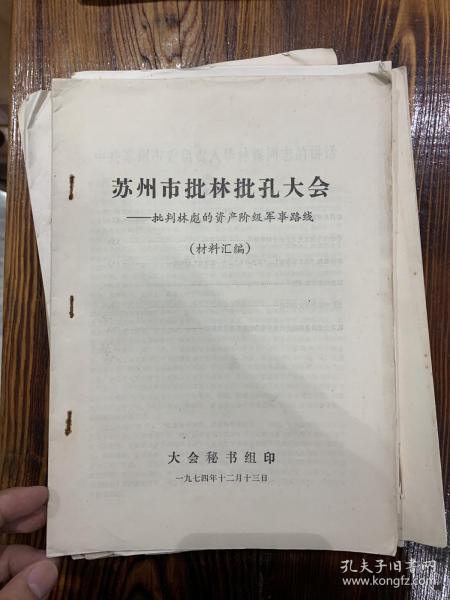 苏州市批林批孔大会
——批判林彪的资产阶级军事路线
（材料汇编）
大会秘书组印
一九七四年十二月十三日
孔夫子旧书网
www.kongfz.com